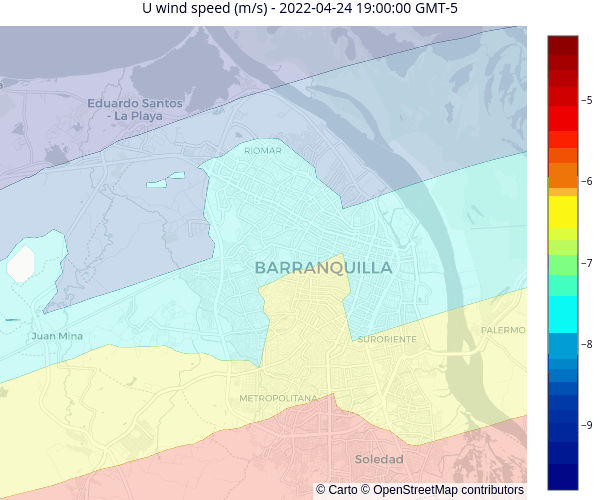 U wind speed (m/s) - 2022-04-24 19:00:00 GMT-5
Eduardo Santos
- La Playa
RIOMAR
BARRANQUILLA
Juan Mina
SURORIENTE
PALERMO
METROPOLITANA
Soledad
© Carto © OpenStreetMap contributors
−5
−6
−7
−8
−9